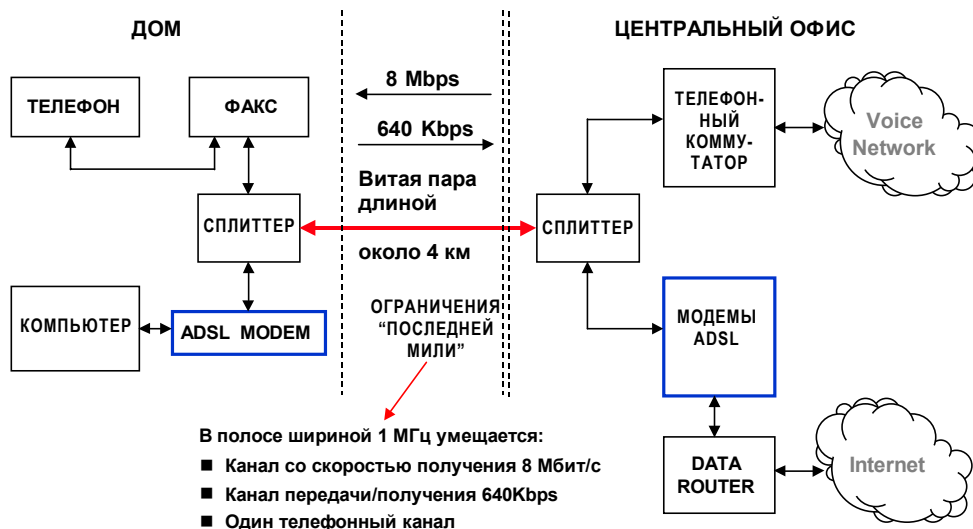 ДОМ
ЦЕНТРАЛЬНЫЙ ОФИС
ТЕЛЕФОН
ФАКС
8 Mbps
640 Kbps
Витая пара
длиной
около 4 км
СПЛИТТЕР
КОМПЬЮТЕР
ADSL MODEM
ОГРАНИЧЕНИЯ
“ПОСЛЕДНЕЙ
МИЛИ”
ТЕЛЕФОН-
НЫЙ
КОММУ-
ТАТОР
Voice
Network
СПЛИТТЕР
МОДЕМЫ
ADSL
DATA
ROUTER
Internet
В полосе шириной 1 МГц умещается:
■ Канал со скоростью получения 8 Мбит/с
■ Канал передачи/получения 640Kbps
■ Один телефонный канал